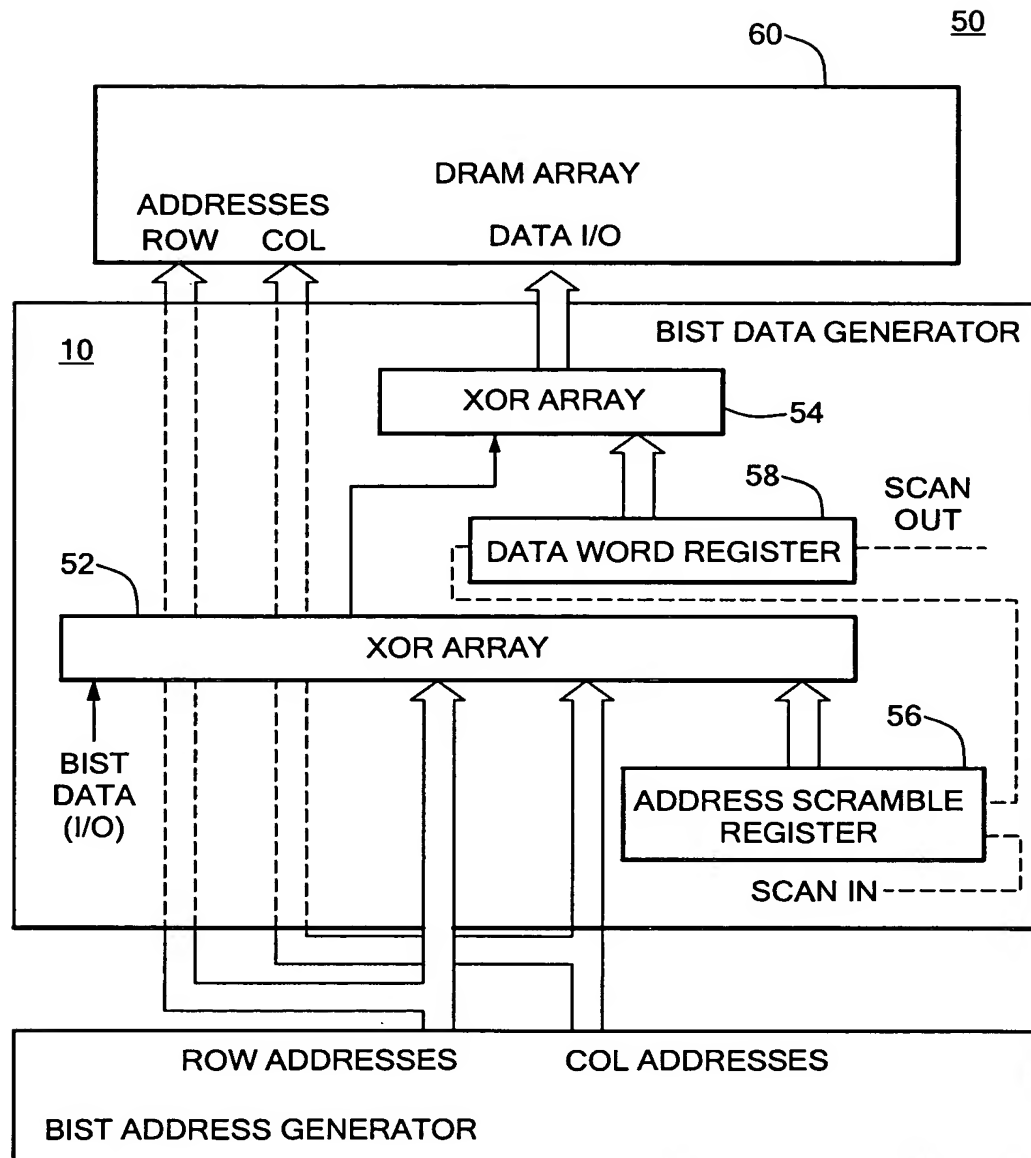 50
60
DRAM ARRAY
ADDRESSES
ROW COL
DATA I/O
BIST DATA GENERATOR
10
XOR ARRAY
54
58
SCAN
OUT
DATA WORD REGISTER
52
XOR ARRAY
56
BIST
DATA
(I/O)
ADDRESS SCRAMBLE
REGISTER
SCAN IN
ROW ADDRESSES
COL ADDRESSES
BIST ADDRESS GENERATOR